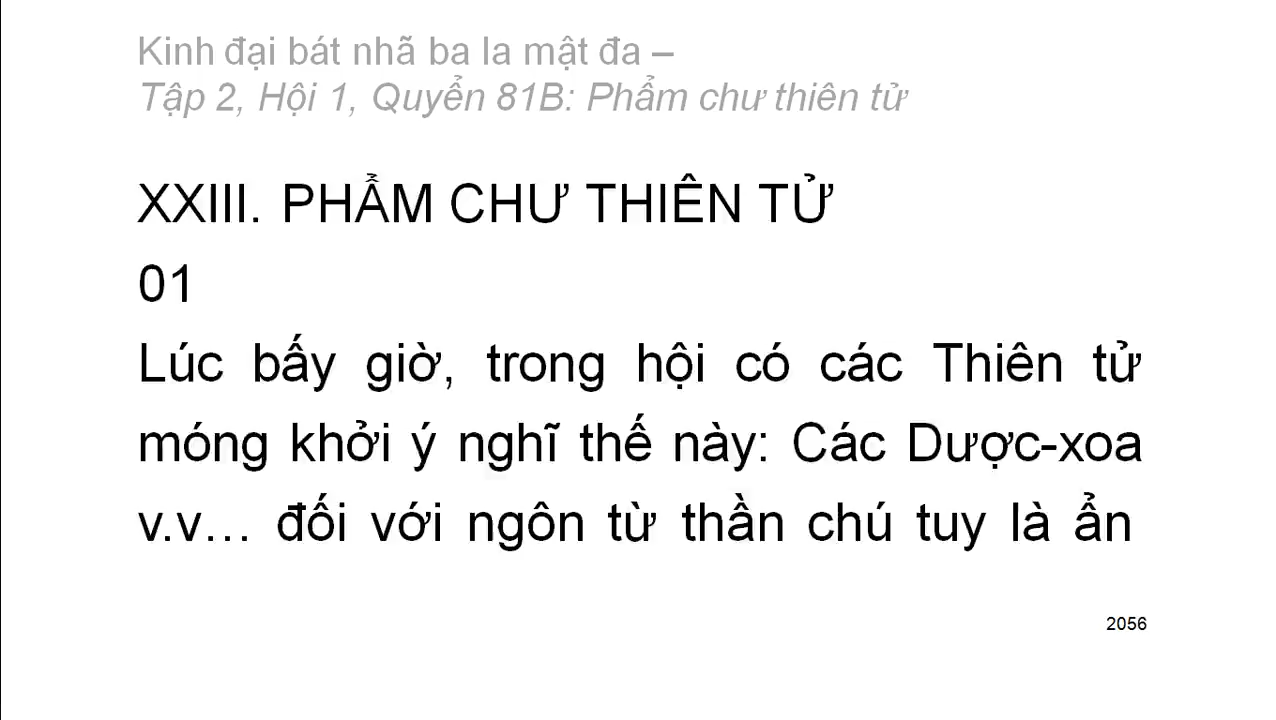 Kinh đại bát nhã ba la mật đa –
Tập 2, Hội 1, Quyển 81B: Phẩm chư thiên tử
XXIII. PHẨM CHƯ THIÊN TỬ
01
Lúc bấy giờ, trong hội có các Thiên tử
móng khởi ý nghĩ thế này: Các Dược-xoa
v.v… đối với ngôn từ thần chú tuy là ẩn
2056